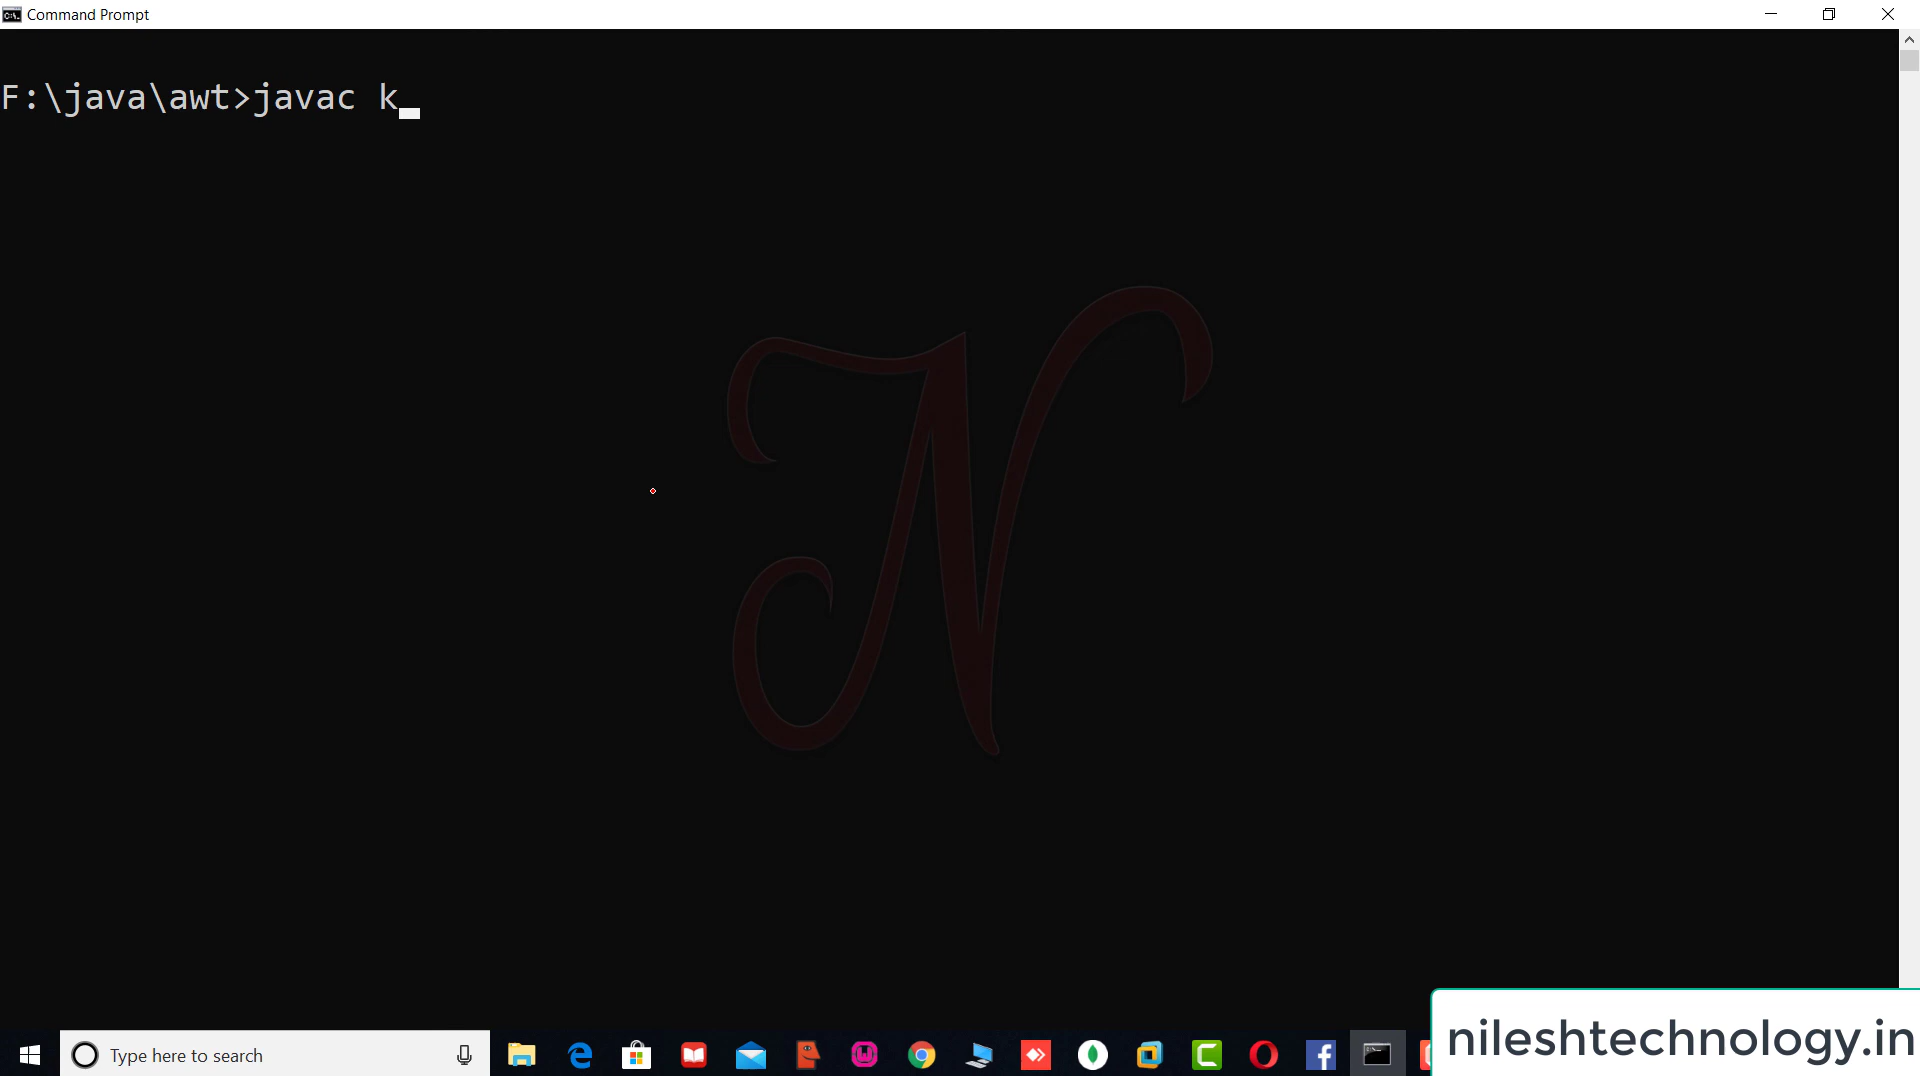 Command Prompt
F:\java\awt>javac k
N
Type here to search
nileshtechnology.in